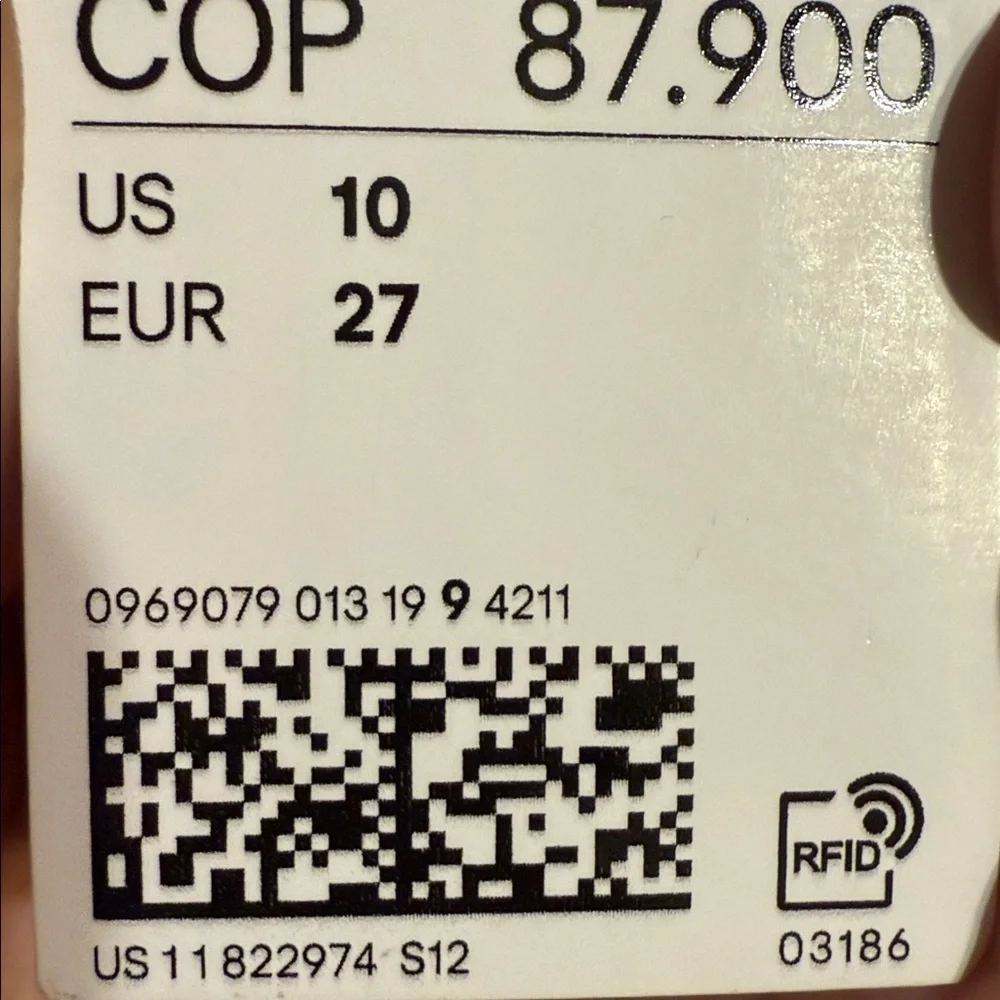 COP 87.900
US 10
EUR 27
0969079 013 19 9 4211
RFID
US 11 822974 S12
03186